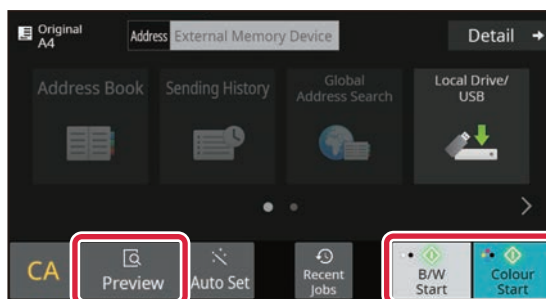 Original
A4
Address External Memory Device
Detail
Address Book
Sending History
Global
Address Search
Local Drive/
USB
CA
Preview
Auto Set
Recent
Jobs
B/W
Start
Colour
Start